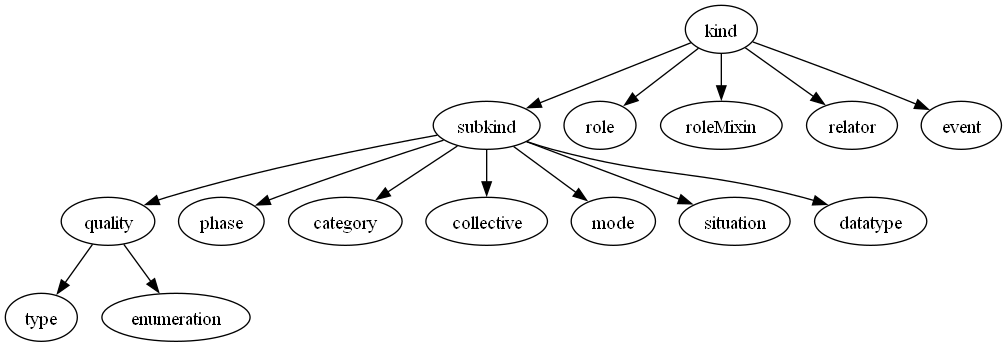 kind
subkind
role
roleMixin
relator
event
quality
phase
category
collective
mode
situation
datatype
type
enumeration